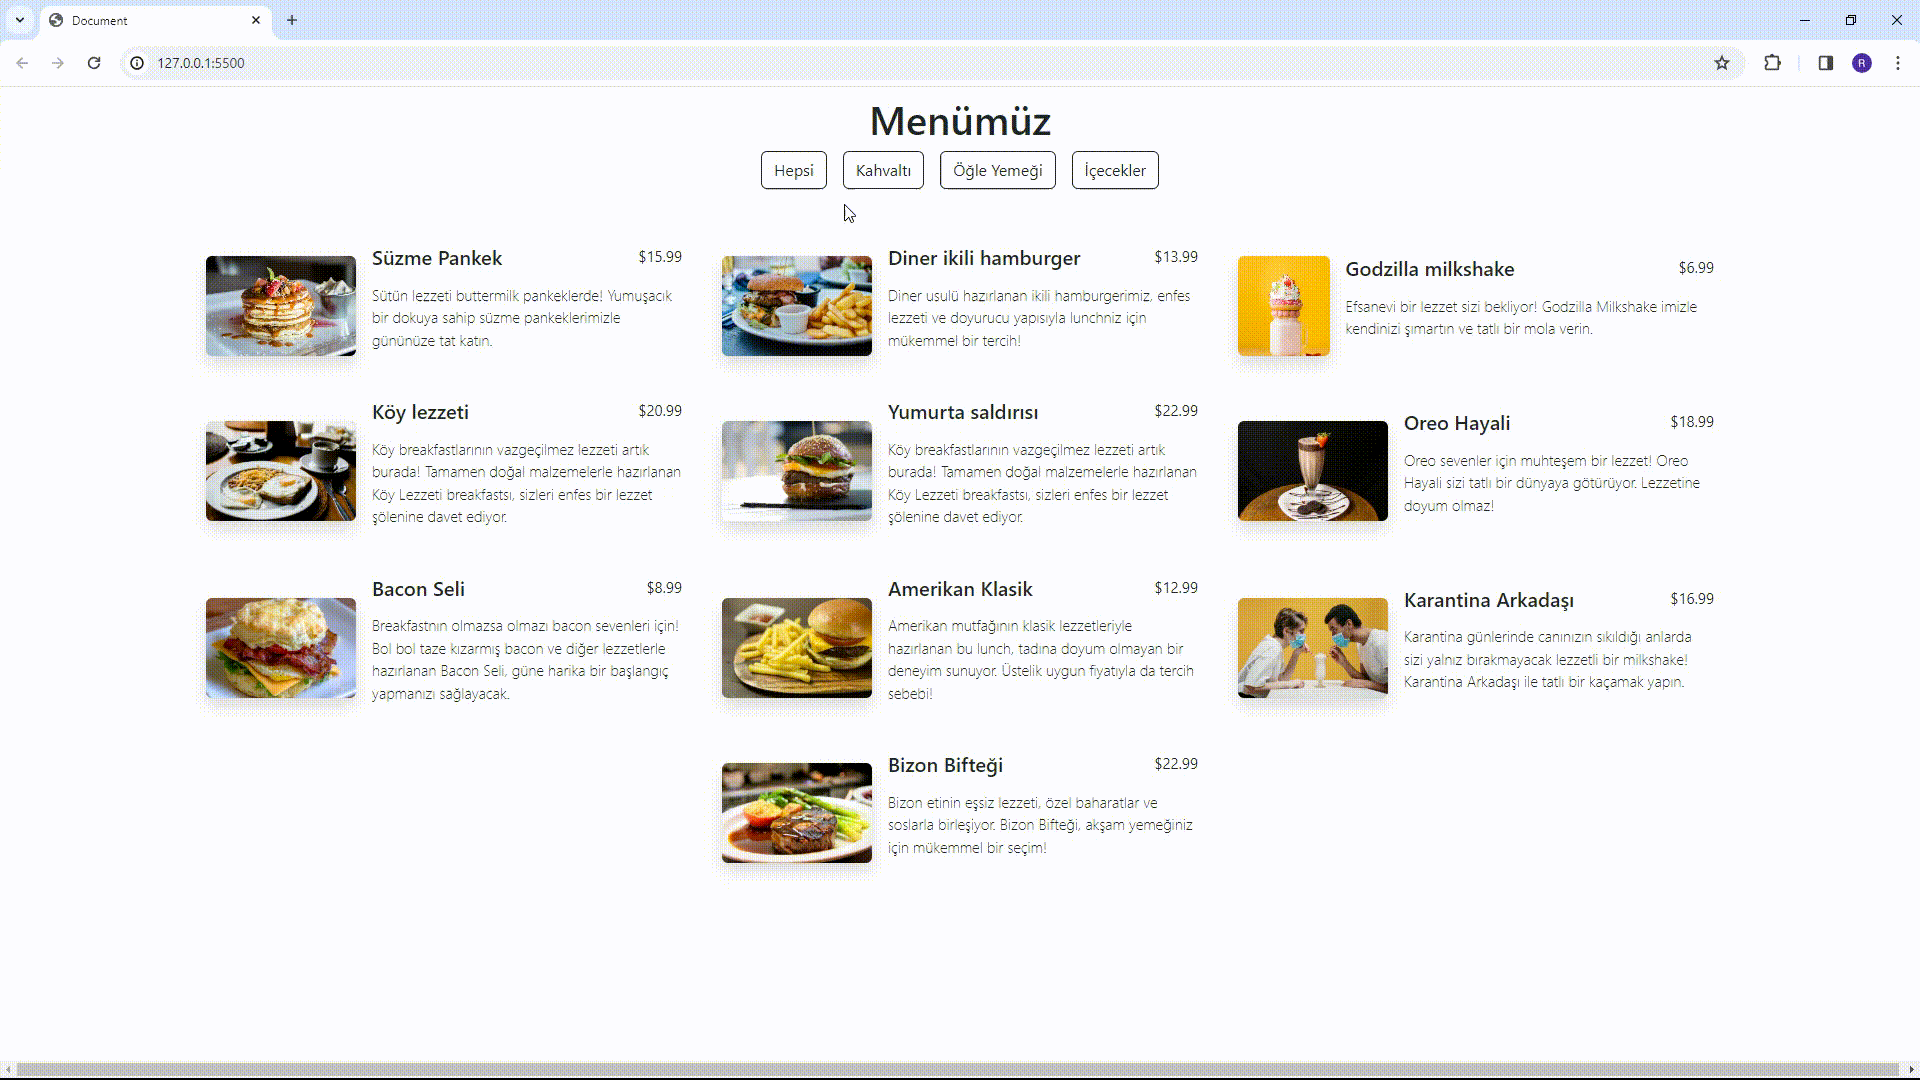 Document
127.0.0.1:5500
R
Menümüz
Hepsi
Kahvaltı
Öğle Yemeği
İçecekler
Süzme Pankek
$15.99
Sütün lezzeti buttermilk pankeklerde! Yumuşacık
bir dokuya sahip süzme pankeklerimizle
gününüze tat katın.
Diner ikili hamburger
$13.99
Diner usulü hazırlanan ikili hamburgerimiz, enfes
lezzeti ve doyurucu yapısıyla lunchniz için
mükemmel bir tercih!
Godzilla milkshake
$6.99
Efsanevi bir lezzet sizi bekliyor! Godzilla Milkshake imizle
kendinizi şımartın ve tatlı bir mola verin.
Köy lezzeti
$20.99
Köy breakfastlarının vazgeçilmez lezzeti artık
burada! Tamamen doğal malzemelerle hazırlanan
Köy Lezzeti breakfastsı, sizleri enfes bir lezzet
şölenine davet ediyor.
Yumurta saldırısı
$22.99
Köy breakfastlarının vazgeçilmez lezzeti artık
burada! Tamamen doğal malzemelerle hazırlanan
Köy Lezzeti breakfastsı, sizleri enfes bir lezzet
şölenine davet ediyor.
Oreo Hayali
$18.99
Oreo sevenler için muhteşem bir lezzet! Oreo
Hayali sizi tatlı bir dünyaya götürüyor. Lezzetine
doyum olmaz!
Bacon Seli
$8.99
Breakfastnın olmazsa olmazı bacon sevenleri için!
Bol bol taze kızarmış bacon ve diğer lezzetlerle
hazırlanan Bacon Seli, güne harika bir başlangıç
yapmanızı sağlayacak.
Amerikan Klasik
$12.99
Amerikan mutfağının klasik lezzetleriyle
hazırlanan bu lunch, tadına doyum olmayan bir
deneyim sunuyor. Üstelik uygun fiyatıyla da tercih
sebebi!
Karantina Arkadaşı
$16.99
Karantina günlerinde canınızın sıkıldığı anlarda
sizi yalnız bırakmayacak lezzetli bir milkshake!
Karantina Arkadaşı ile tatlı bir kaçamak yapın.
Bizon Bifteği
$22.99
Bizon etinin eşsiz lezzeti, özel baharatlar ve
soslarla birleşiyor. Bizon Bifteği, akşam yemeğiniz
için mükemmel bir seçim!